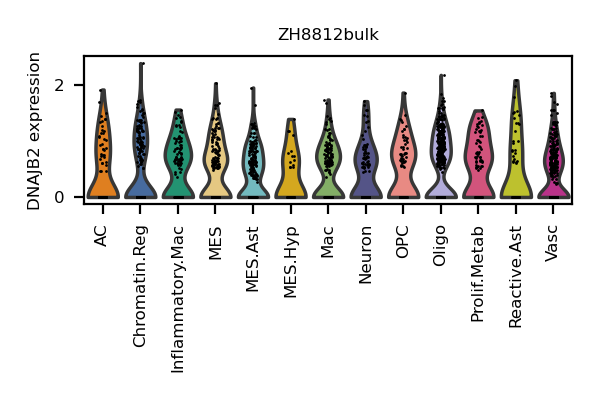 ZH8812bulk
DNAJB2 expression
2
0
AC
Chromatin.Reg
Inflammatory.Mac
MES
MES.Ast
MES.Hyp
Mac
Neuron
OPC
Oligo
Prolif.Metab
Reactive.Ast
Vasc